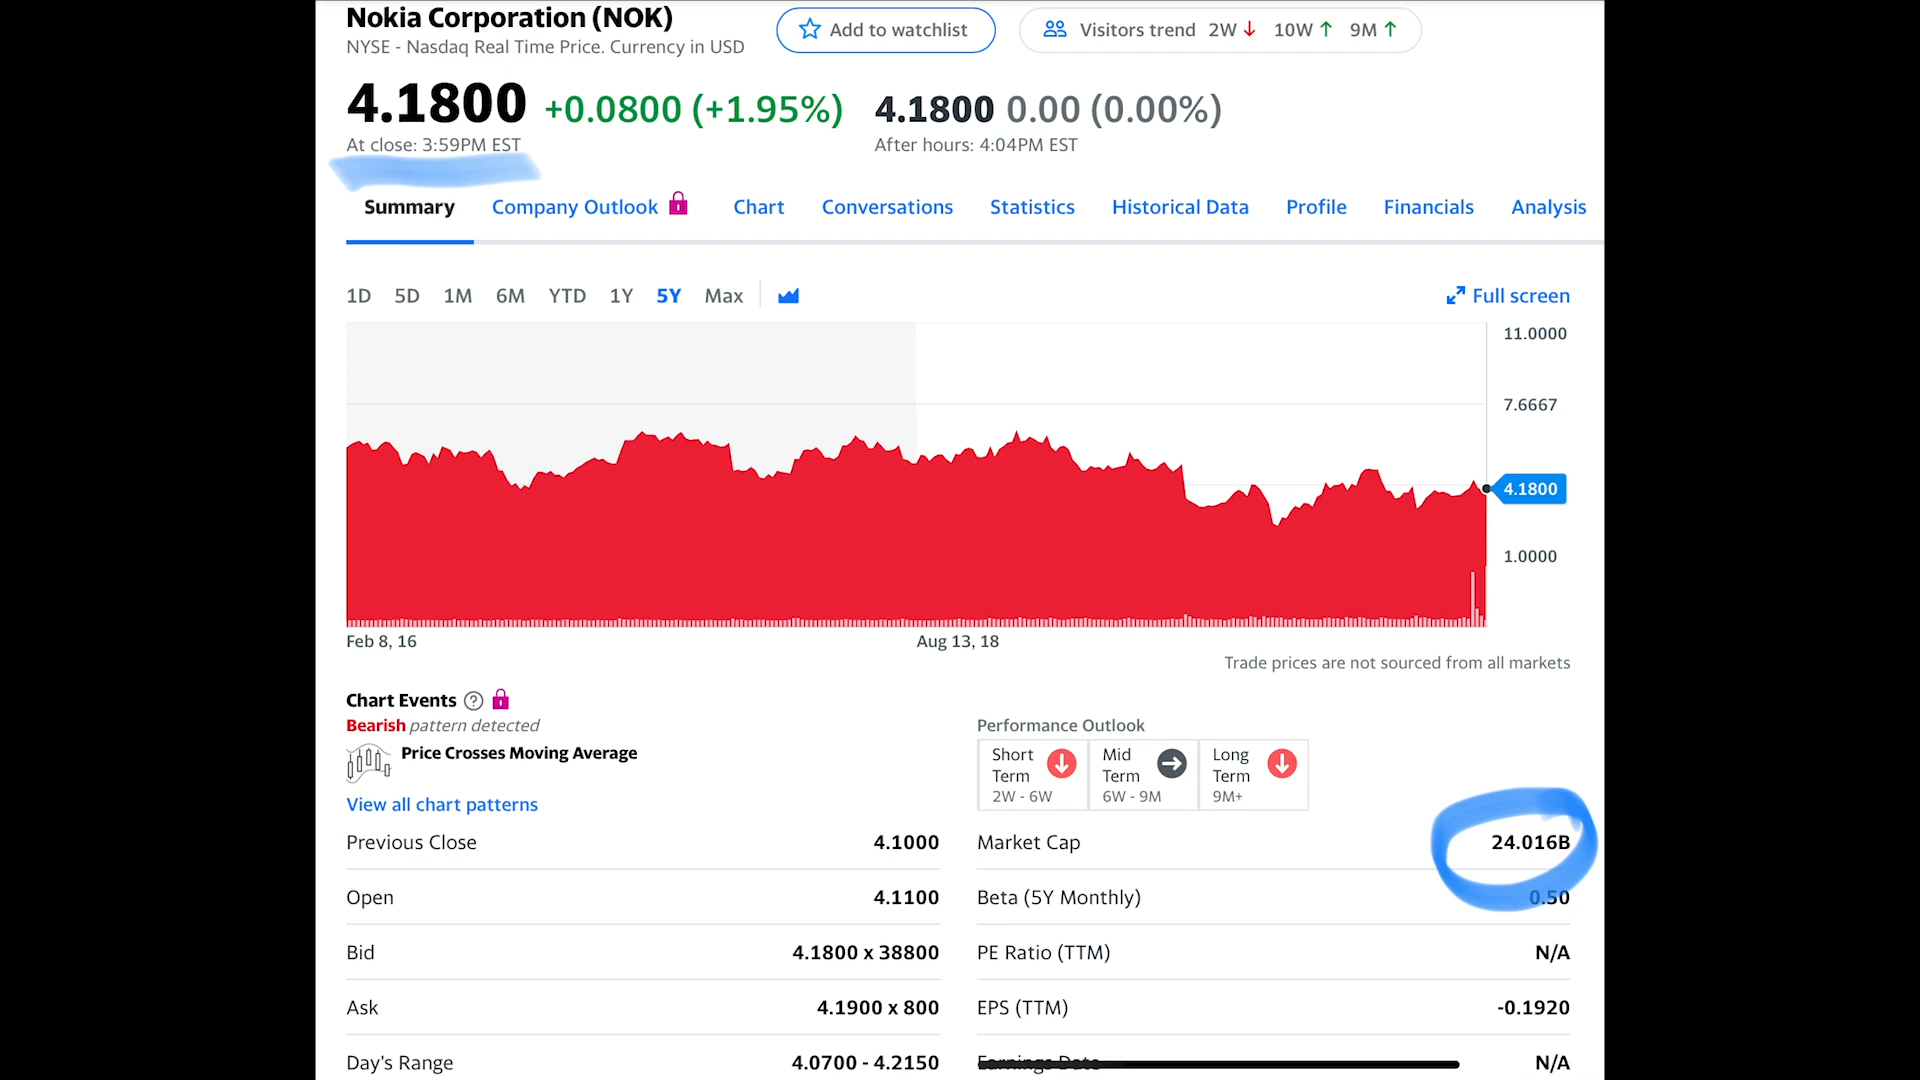 Nokia Corporation (NOK)
NYSE - Nasdaq Real Time Price. Currency in USD
Add to watchlist
Visitors trend 2W 10W 9M
4.1800 +0.0800 (+1.95%)
At close: 3:59PM EST
4.1800 0.00 (0.00%)
After hours: 4:04PM EST
Summary Company Outlook Chart Conversations Statistics Historical Data Profile Financials Analysis
1D 5D 1M 6M YTD 1Y 5Y Max
Full screen
11.0000
7.6667
4.1800
1.0000
Feb 8, 16 Aug 13, 18
Trade prices are not sourced from all markets
Chart Events ?
Bearish pattern detected
Price Crosses Moving Average
View all chart patterns
Performance Outlook
Short Term 2W - 6W
Mid Term 6W - 9M
Long Term 9M+
Previous Close 4.1000
Open 4.1100
Bid 4.1800 x 38800
Ask 4.1900 x 800
Day's Range 4.0700 - 4.2150
Market Cap 24.016B
Beta (5Y Monthly) 0.50
PE Ratio (TTM) N/A
EPS (TTM) -0.1920
Earnings Date N/A